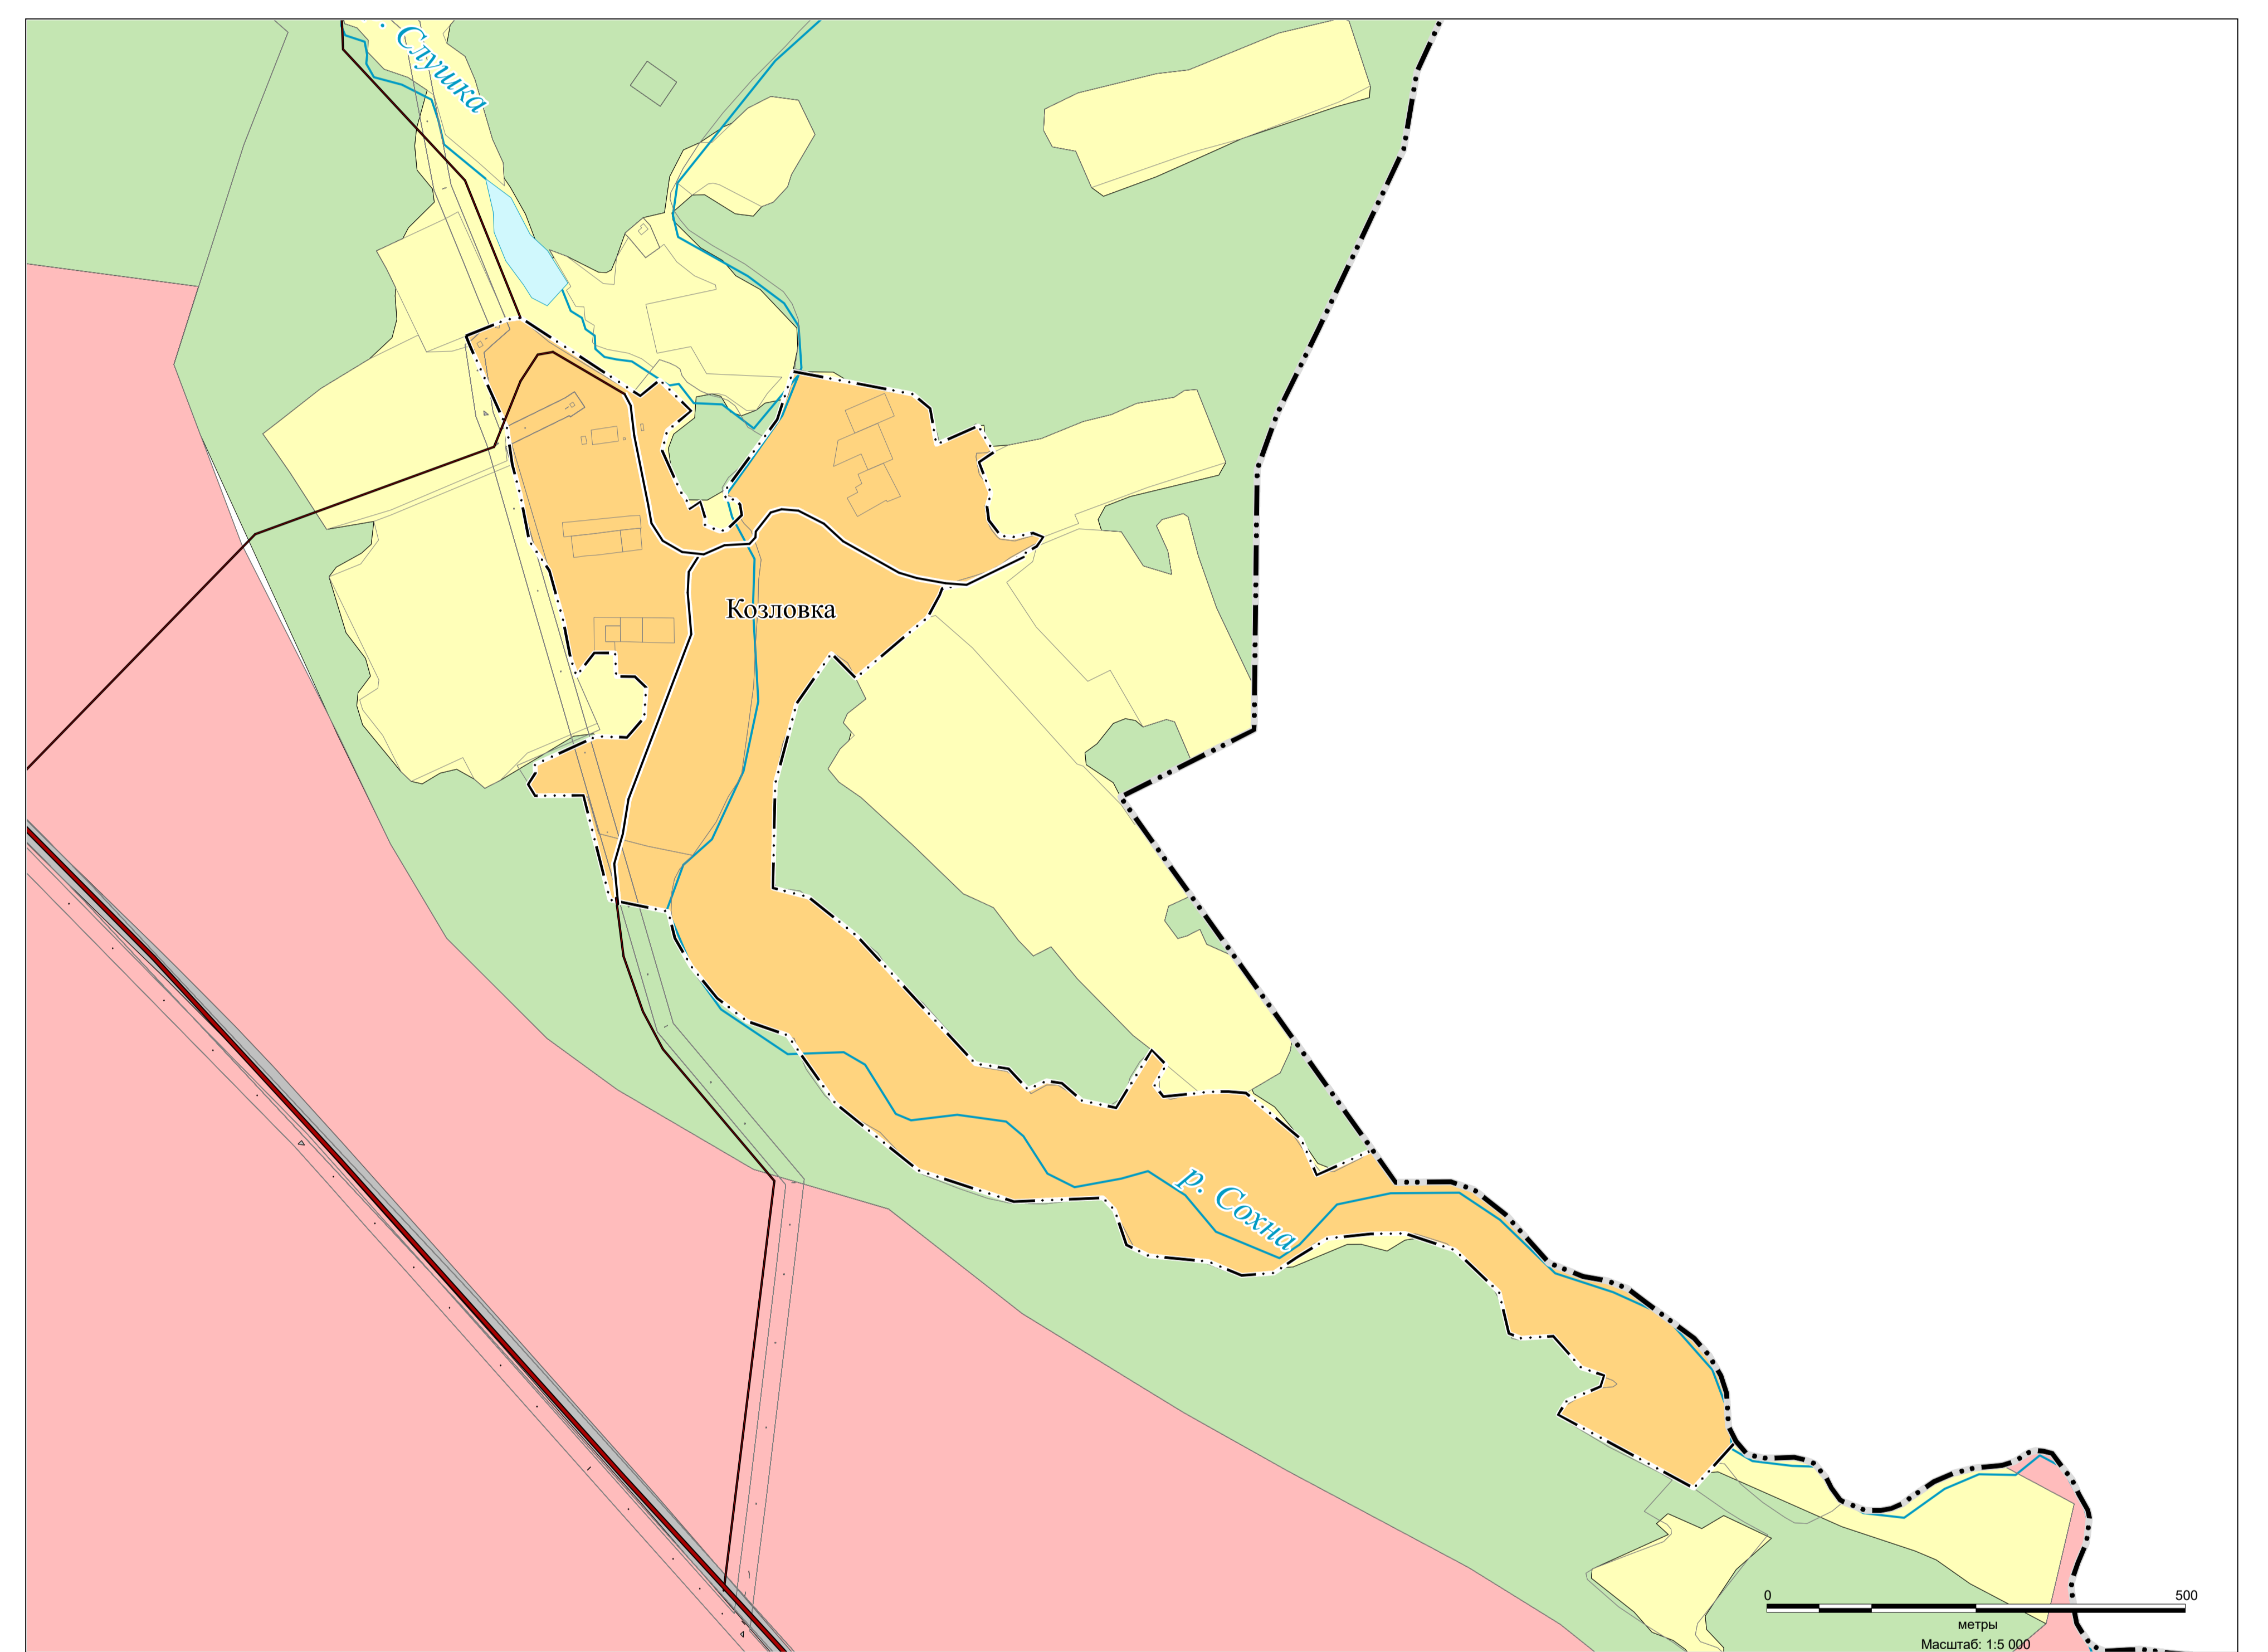 . Слушка
Козловка
р. Сохна
0 500
метры
Масштаб: 1:5 000